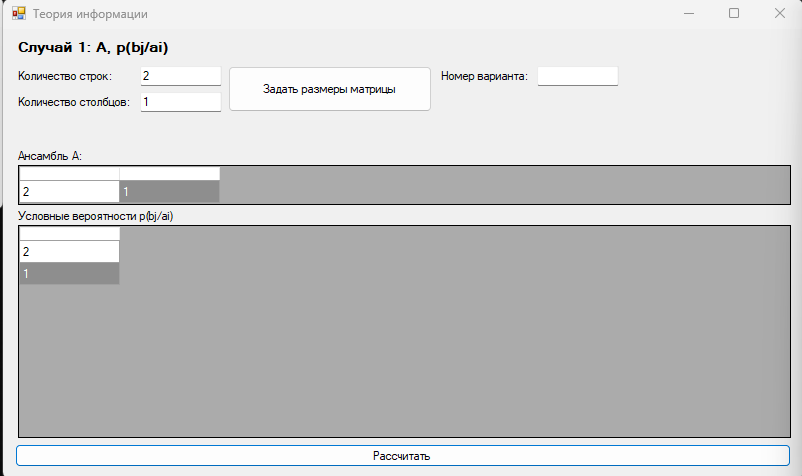 Теория информации
Случай 1: A, p(bj/ai)
Количество строк: 2
Задать размеры матрицы
Номер варианта:
Количество столбцов: 1
Ансамбль A:
2 1
Условные вероятности p(bj/ai)
2
1
Рассчитать